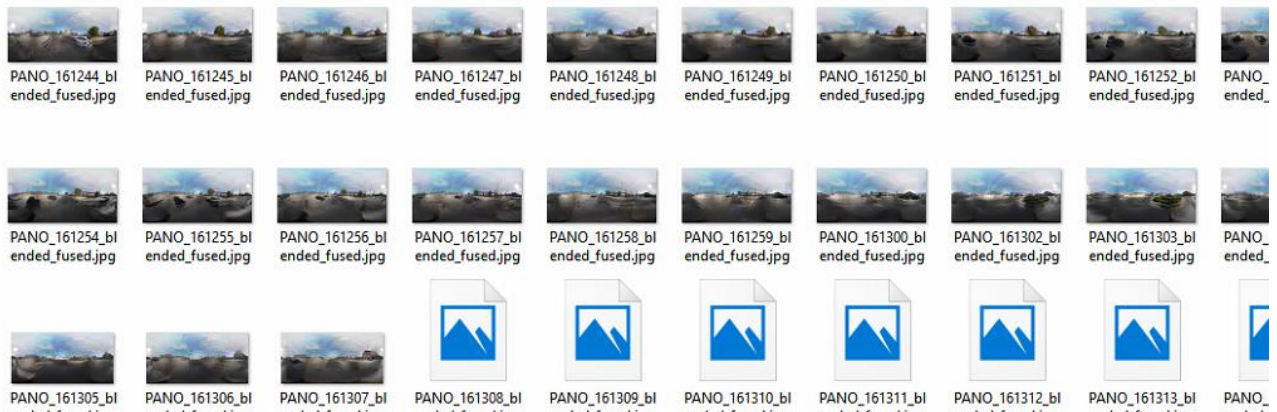 PANO_161244_bl PANO_161245_bl PANO_161246_bl PANO_161247_bl PANO_161248_bl PANO_161249_bl PANO_161250_bl PANO_161251_bl PANO_161252_bl PANO_
ended_fused.jpg ended_fused.jpg ended_fused.jpg ended_fused.jpg ended_fused.jpg ended_fused.jpg ended_fused.jpg ended_fused.jpg ended_fused.jpg ended_
PANO_161254_bl PANO_161255_bl PANO_161256_bl PANO_161257_bl PANO_161258_bl PANO_161259_bl PANO_161300_bl PANO_161302_bl PANO_161303_bl PANO_
ended_fused.jpg ended_fused.jpg ended_fused.jpg ended_fused.jpg ended_fused.jpg ended_fused.jpg ended_fused.jpg ended_fused.jpg ended_fused.jpg ended_
PANO_161305_bl PANO_161306_bl PANO_161307_bl PANO_161308_bl PANO_161309_bl PANO_161310_bl PANO_161311_bl PANO_161312_bl PANO_161313_bl PANO_